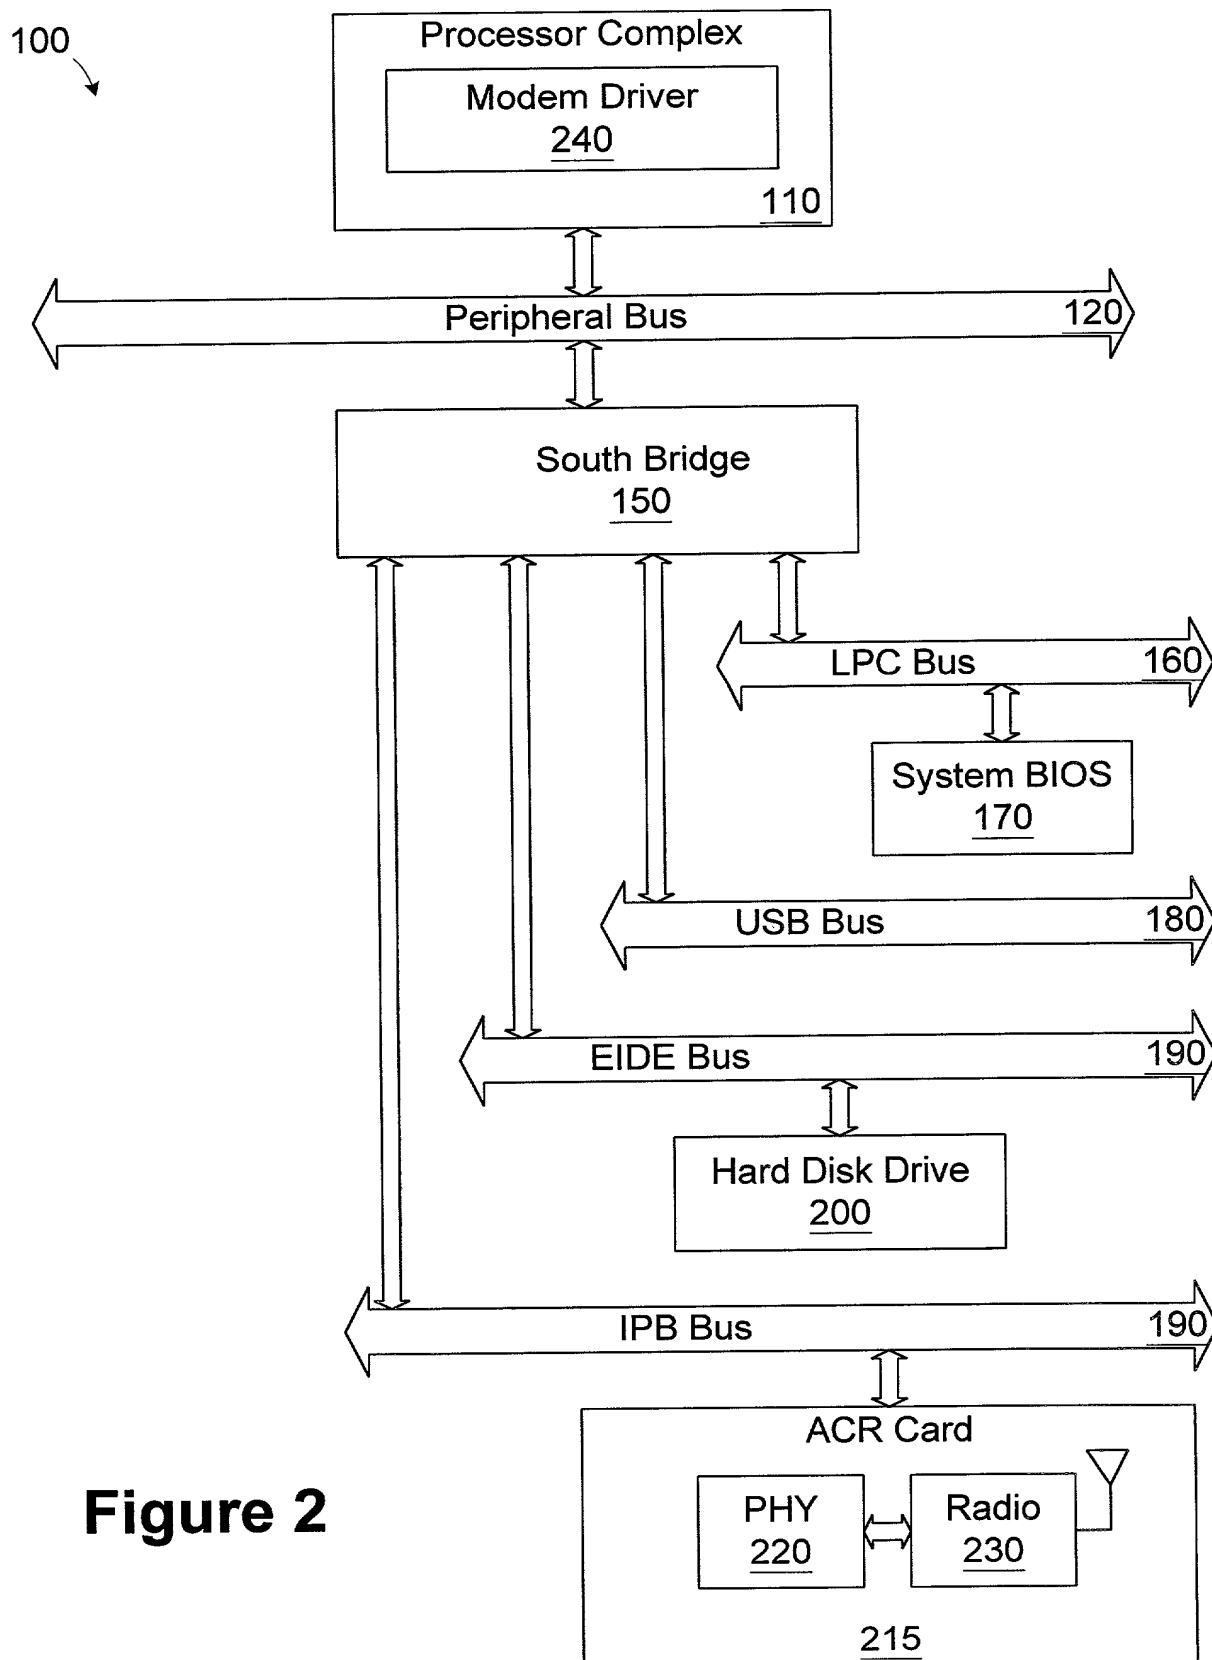 100
Processor Complex
Modem Driver
240
110
Peripheral Bus
120
South Bridge
150
LPC Bus
160
System BIOS
170
USB Bus
180
EIDE Bus
190
Hard Disk Drive
200
IPB Bus
190
ACR Card
PHY
220
Radio
230
215
Figure 2